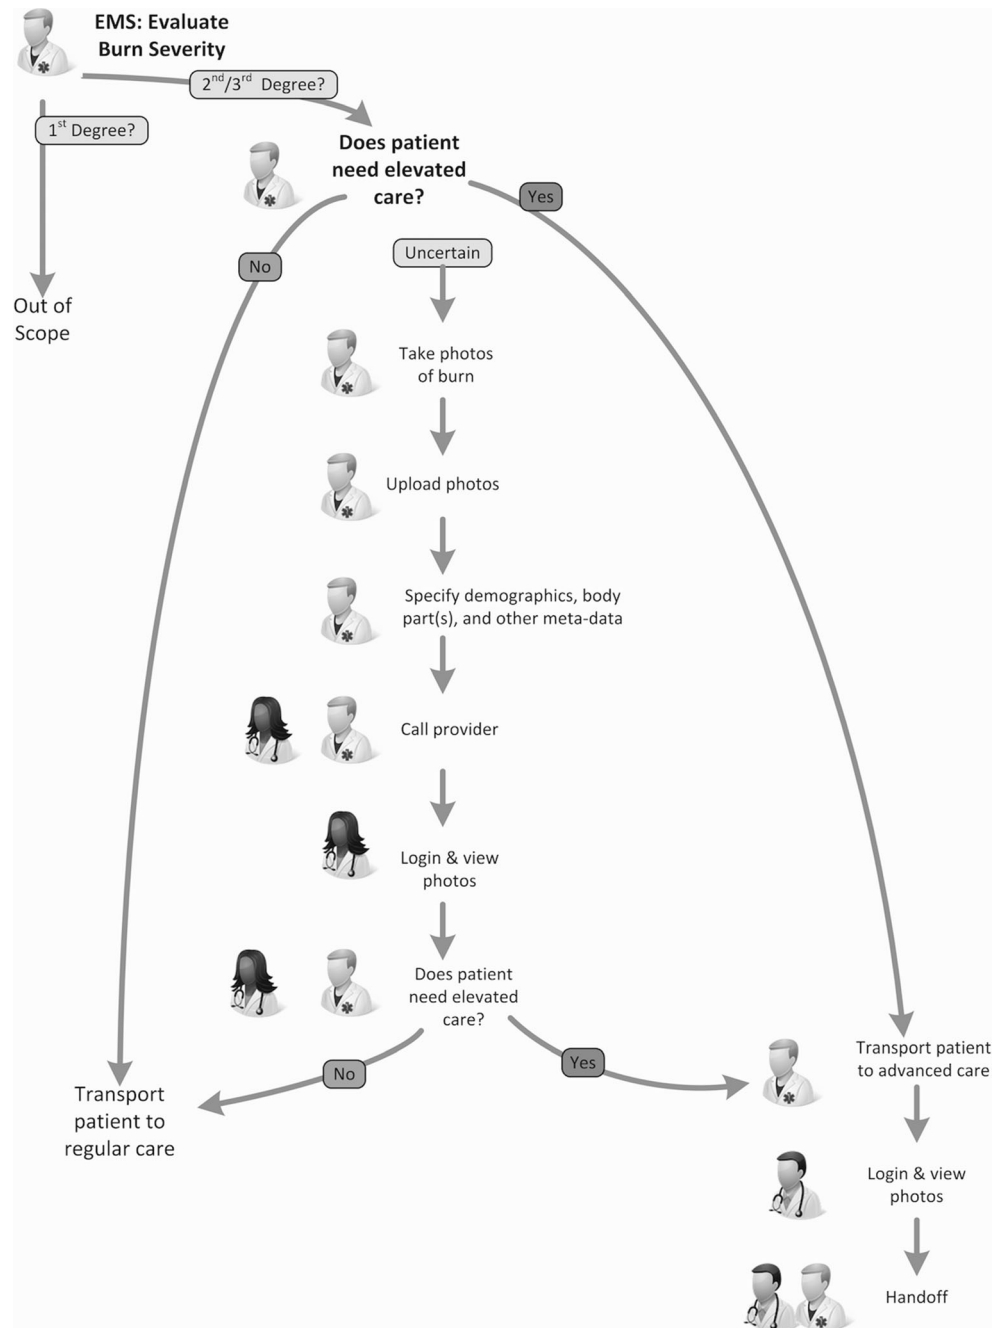 EMS: Evaluate
Burn Severity
2nd/3rd Degree?
1st Degree?
Does patient
need elevated
care?
Yes
No
Uncertain
Out of
Scope
Take photos
of burn
Upload photos
Specify demographics, body
part(s), and other meta-data
Call provider
Login & view
photos
Does patient
need elevated
care?
No
Yes
Transport
patient to
regular care
Transport patient
to advanced care
Login & view
photos
Handoff